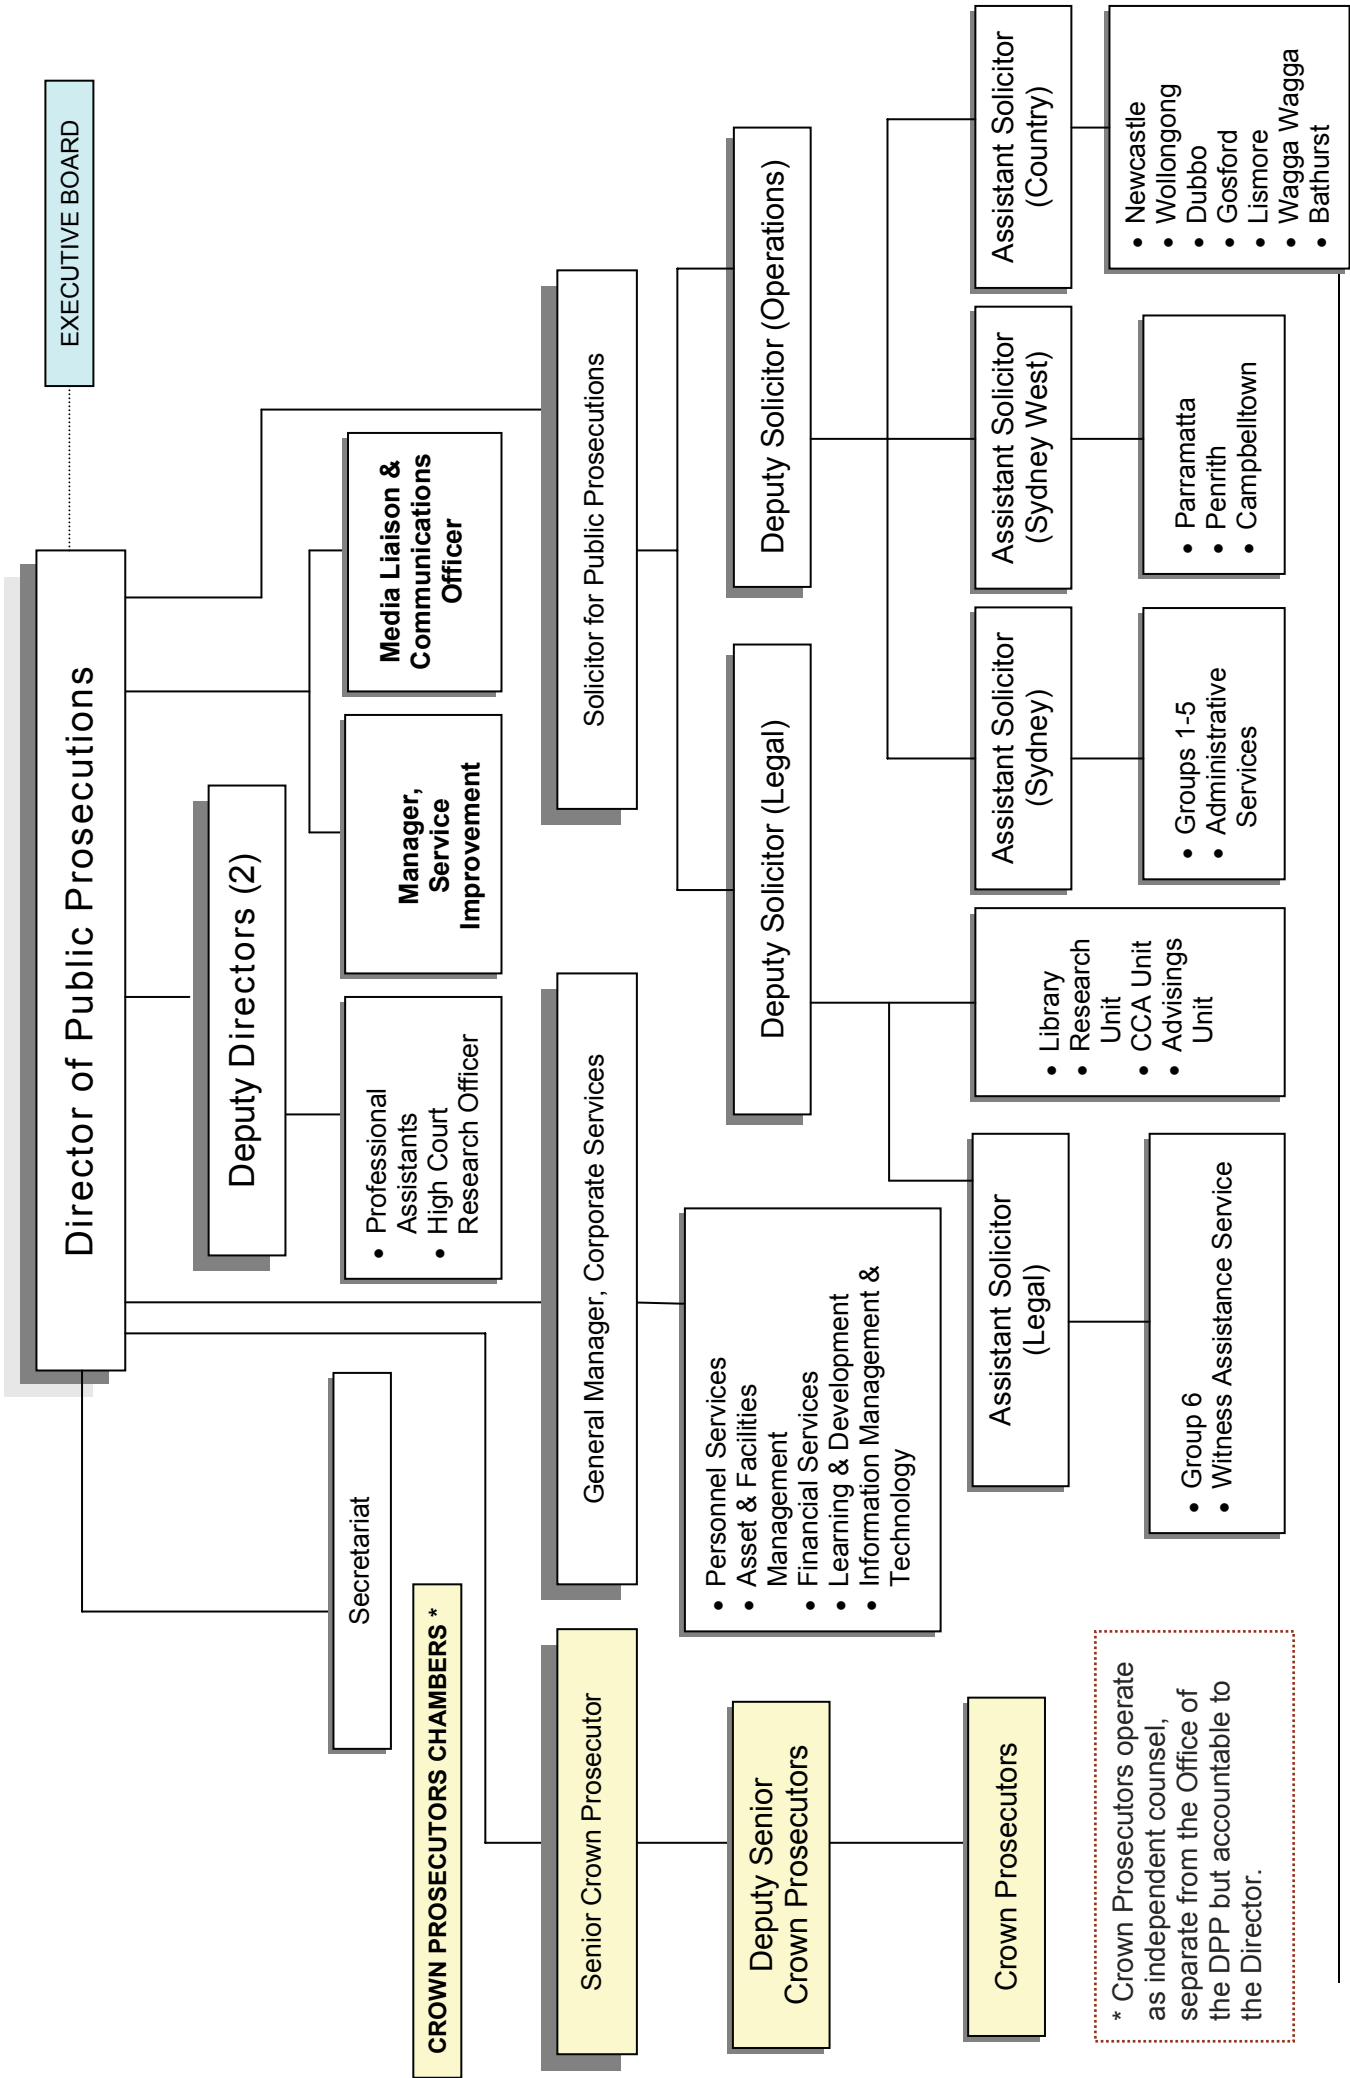 EXECUTIVE BOARD
Director of Public Prosecutions
Deputy Directors (2)
Secretariat
• Professional
Assistants
• High Court
Research Officer
Manager,
Service
Improvement
Media Liaison &
Communications
Officer
CROWN PROSECUTORS CHAMBERS *
Senior Crown Prosecutor
General Manager, Corporate Services
Solicitor for Public Prosecutions
Deputy Senior
Crown Prosecutors
• Personnel Services
• Asset & Facilities
Management
• Financial Services
• Learning & Development
• Information Management &
Technology
Deputy Solicitor (Legal)
Deputy Solicitor (Operations)
Crown Prosecutors
Assistant Solicitor
(Legal)
• Library
• Research
Unit
• CCA Unit
• Advisings
Unit
Assistant Solicitor
(Sydney)
Assistant Solicitor
(Sydney West)
Assistant Solicitor
(Country)
* Crown Prosecutors operate
as independent counsel,
separate from the Office of
the DPP but accountable to
the Director.
• Group 6
• Witness Assistance Service
• Groups 1-5
• Administrative
Services
• Parramatta
• Penrith
• Campbelltown
• Newcastle
• Wollongong
• Dubbo
• Gosford
• Lismore
• Wagga Wagga
• Bathurst